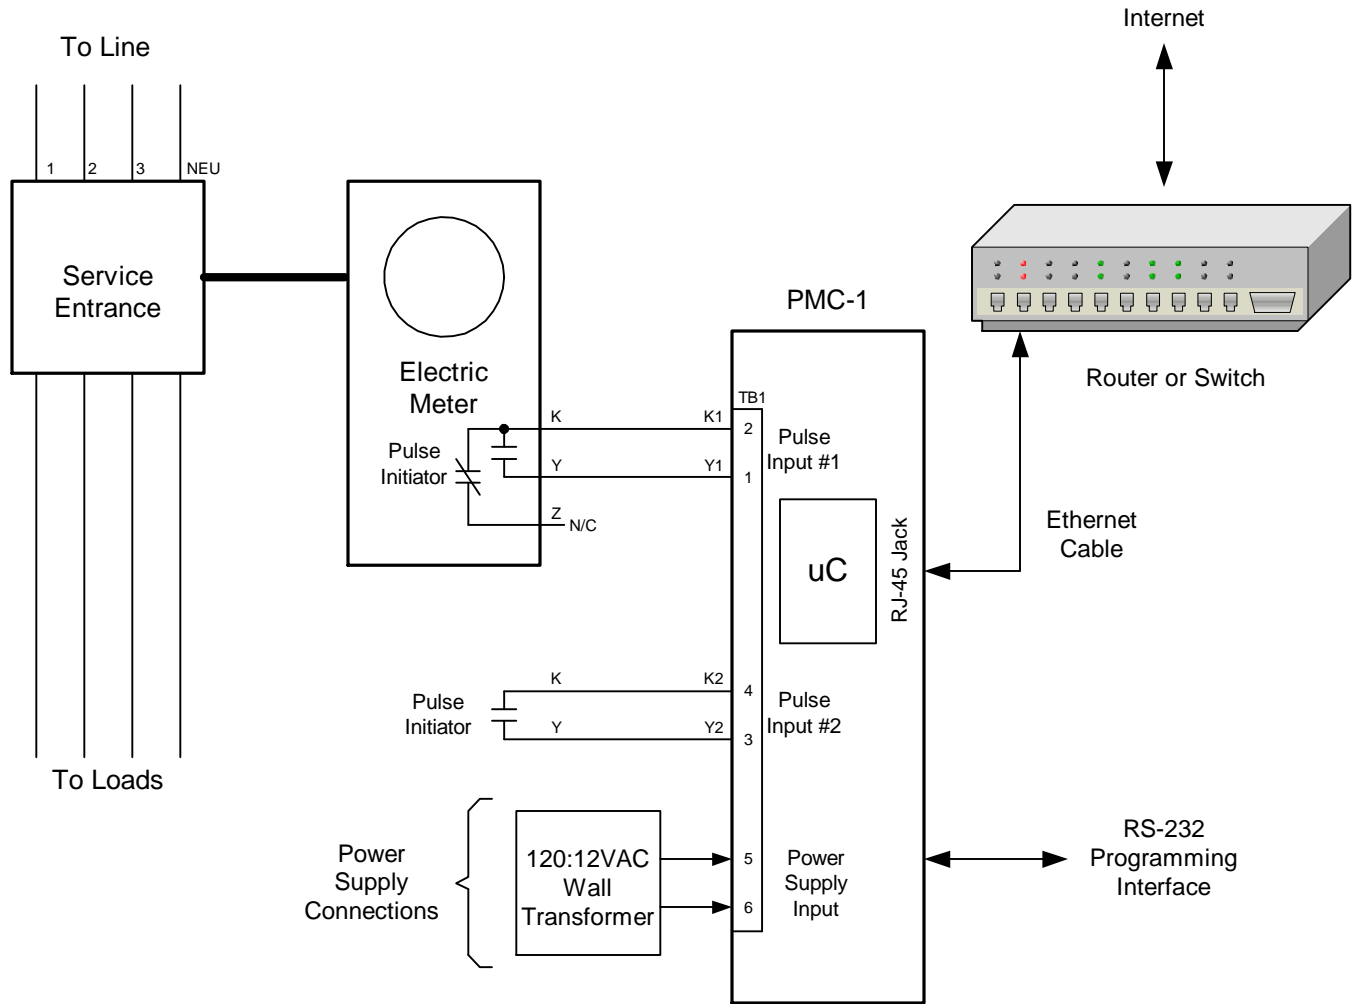 Internet
To Line
1
2
3
NEU
Service
Entrance
Electric
Meter
Pulse
Initiator
K
Y
Z
N/C
PMC-1
TB1
K1
2
Y1
1
Pulse
Input #1
uC
RJ-45 Jack
Router or Switch
Ethernet
Cable
Pulse
Initiator
K
Y
K2
4
Y2
3
Pulse
Input #2
To Loads
Power
Supply
Connections
120:12VAC
Wall
Transformer
5
6
Power
Supply
Input
RS-232
Programming
Interface